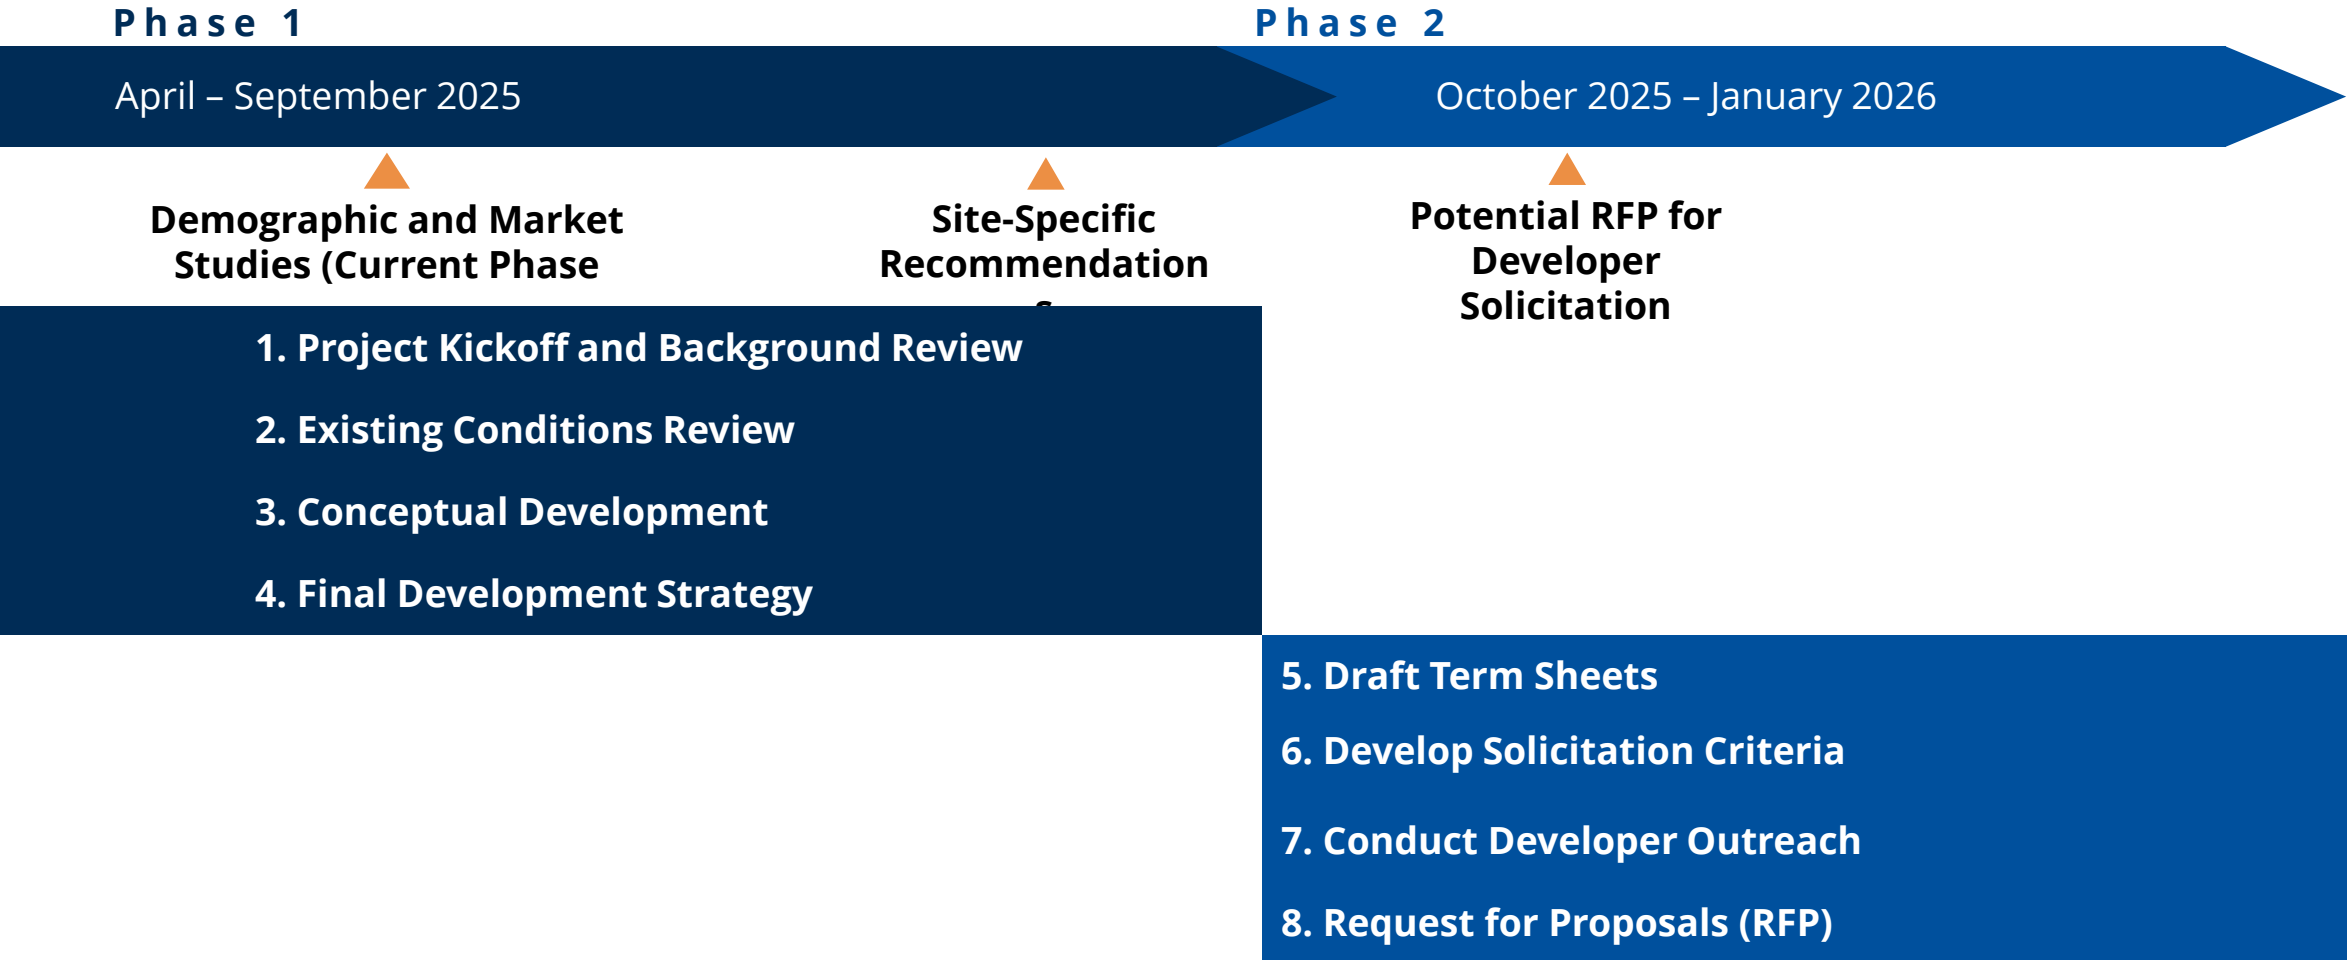 Phase 1
Phase 2
April – September 2025
October 2025 – January 2026
Demographic and Market
Studies (Current Phase
Site-Specific
Recommendation
s
Potential RFP for
Developer
Solicitation
1. Project Kickoff and Background Review
2. Existing Conditions Review
3. Conceptual Development
4. Final Development Strategy
5. Draft Term Sheets
6. Develop Solicitation Criteria
7. Conduct Developer Outreach
8. Request for Proposals (RFP)